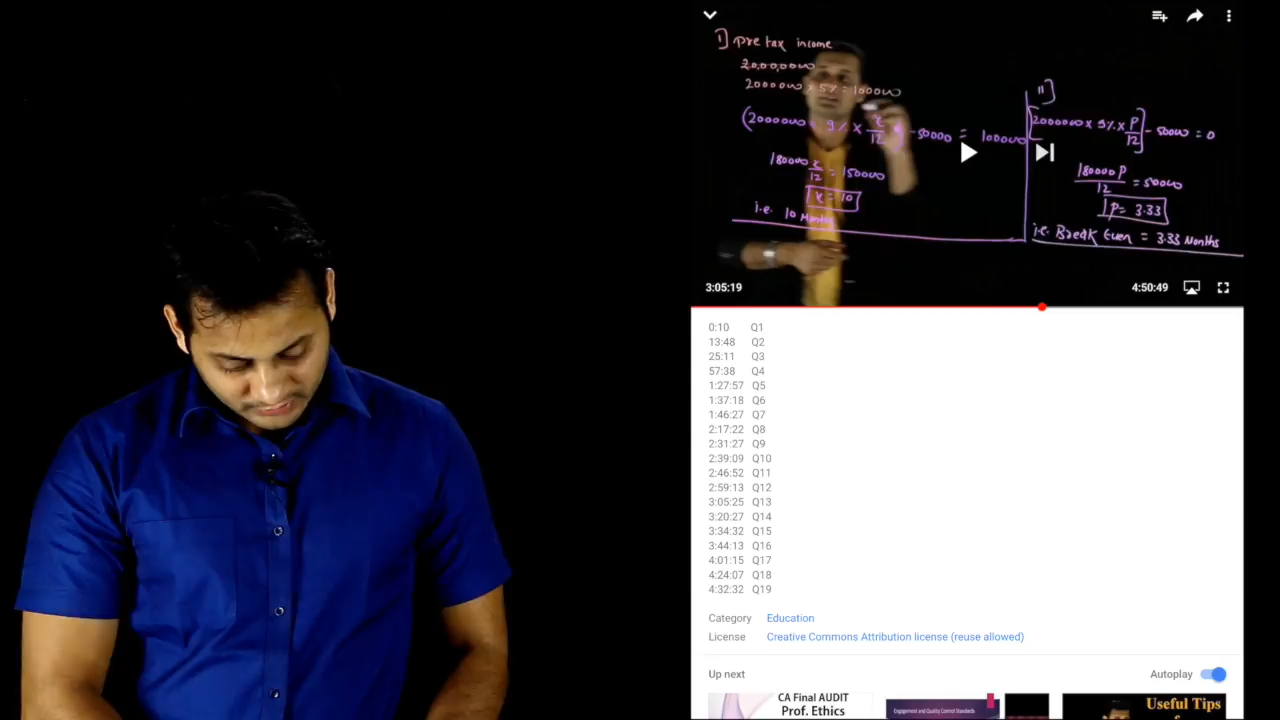 1] Pre tax income
20,00,000
2000000 x 5% = 100000
(2000000 x 9% x x/12) - 50000 = 100000
180000 x/12 = 150000
x = 10
i.e. 10 Months
11]
[2000000 x 9% x P/12] - 50000 = 0
180000P/12 = 50000
P = 3.33
i.e. Break Even = 3.33 Months
3:05:19
4:50:49
0:10 Q1
13:48 Q2
25:11 Q3
57:38 Q4
1:27:57 Q5
1:37:18 Q6
1:46:27 Q7
2:17:22 Q8
2:31:27 Q9
2:39:09 Q10
2:46:52 Q11
2:59:13 Q12
3:05:25 Q13
3:20:27 Q14
3:34:32 Q15
3:44:13 Q16
4:01:15 Q17
4:24:07 Q18
4:32:32 Q19
Category Education
License Creative Commons Attribution license (reuse allowed)
Up next
Autoplay
CA Final AUDIT
Prof. Ethics
Engagement and Quality Control Standards
Useful Tips